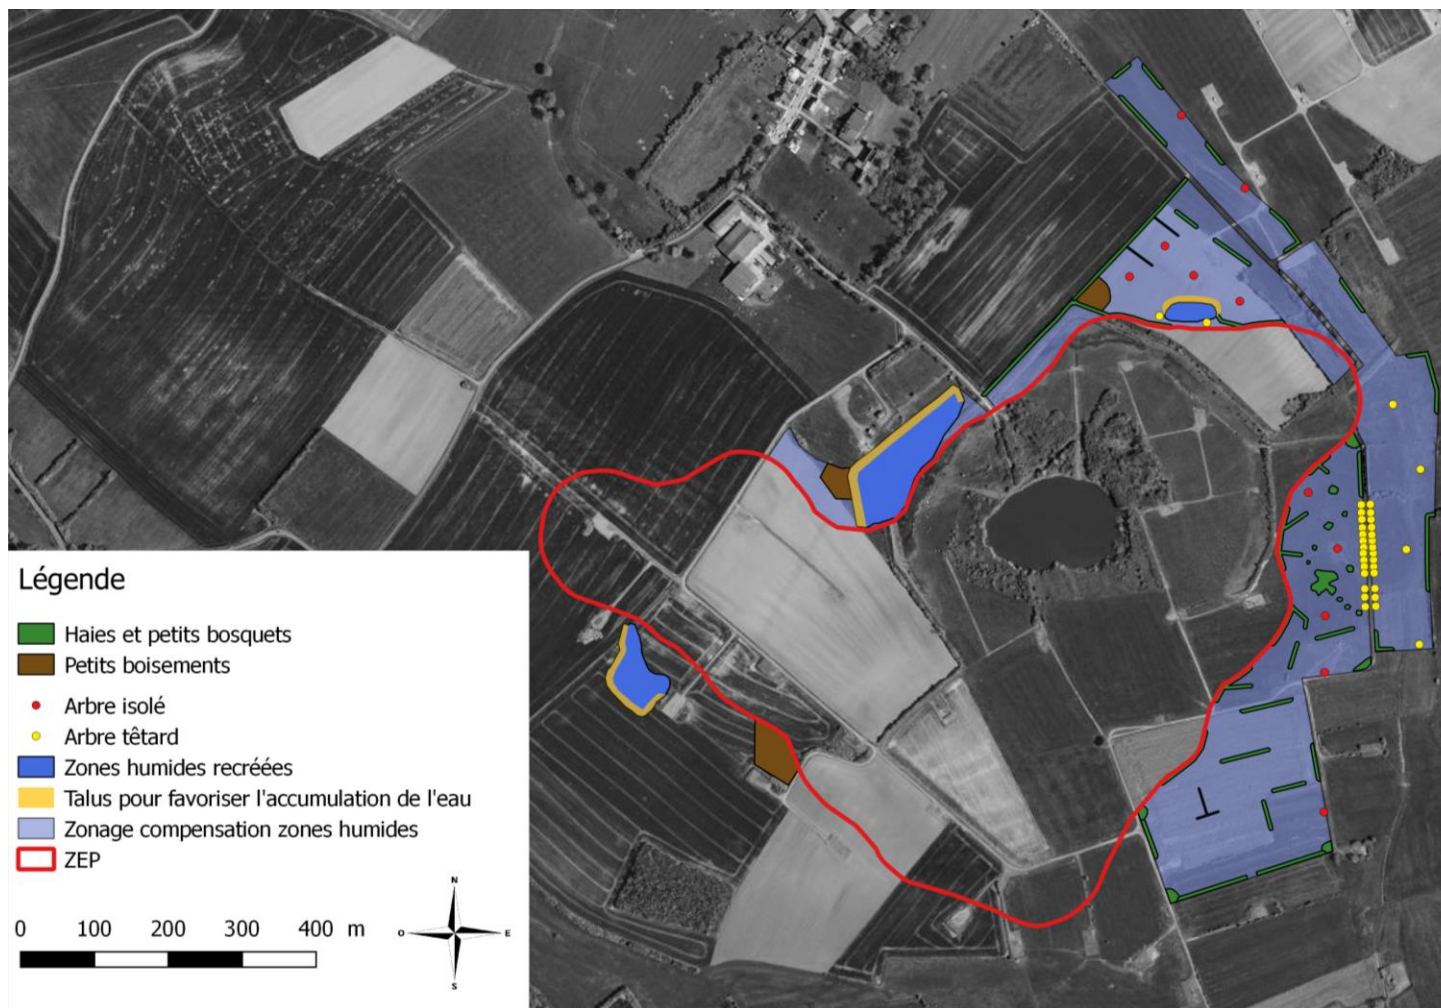 Légende
Haies et petits bosquets
Petits boisements
Arbre isolé
Arbre têtard
Zones humides recréées
Talus pour favoriser l'accumulation de l'eau
Zonage compensation zones humides
ZEP
0 100 200 300 400 m
N
O E
S